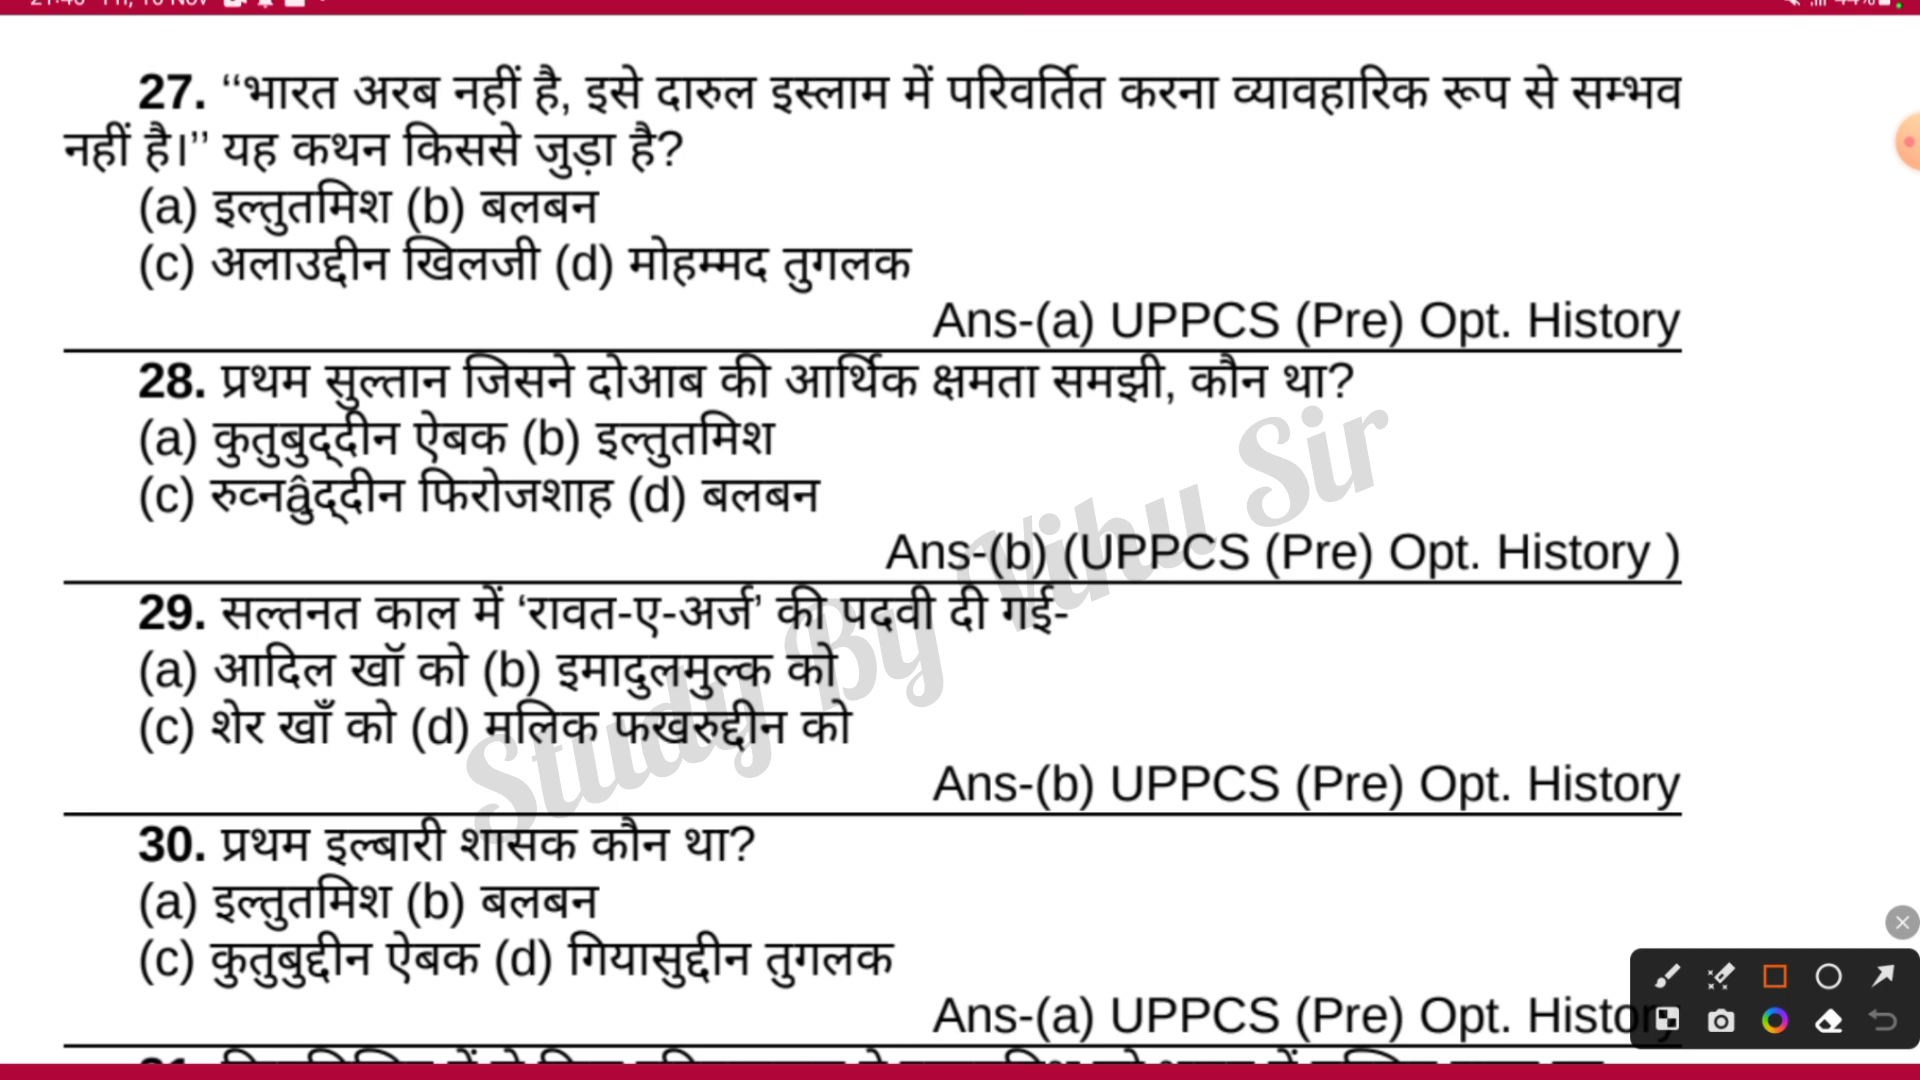 27. ‘‘भारत अरब नहीं है, इसे दारुल इस्लाम में परिवर्तित करना व्यावहारिक रूप से सम्भव
नहीं है।’’ यह कथन किससे जुड़ा है?
(a) इल्तुतमिश (b) बलबन
(c) अलाउद्दीन खिलजी (d) मोहम्मद तुगलक
Ans-(a) UPPCS (Pre) Opt. History
28. प्रथम सुल्तान जिसने दोआब की आर्थिक क्षमता समझी, कौन था?
(a) कुतुबुद्दीन ऐबक (b) इल्तुतमिश
(c) रुव्नâुद्दीन फिरोजशाह (d) बलबन
Ans-(b) (UPPCS (Pre) Opt. History )
29. सल्तनत काल में ‘रावत-ए-अर्ज’ की पदवी दी गई-
(a) आदिल खॉ को (b) इमादुलमुल्क को
(c) शेर खाँ को (d) मलिक फखरुद्दीन को
Ans-(b) UPPCS (Pre) Opt. History
30. प्रथम इल्बारी शासक कौन था?
(a) इल्तुतमिश (b) बलबन
(c) कुतुबुद्दीन ऐबक (d) गियासुद्दीन तुगलक
Ans-(a) UPPCS (Pre) Opt. History
Study By Vihu Sir